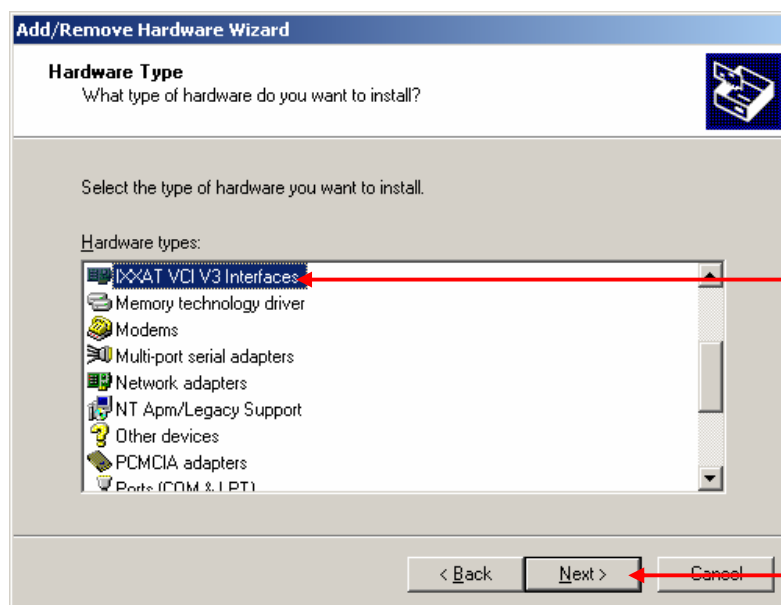 Add/Remove Hardware Wizard
Hardware Type
What type of hardware do you want to install?
Select the type of hardware you want to install.
Hardware types:
IXXAT VCI V3 Interfaces
Memory technology driver
Modems
Multi-port serial adapters
Network adapters
NT Apm/Legacy Support
Other devices
PCMCIA adapters
Ports (COM & LPT)
< Back Next > Cancel